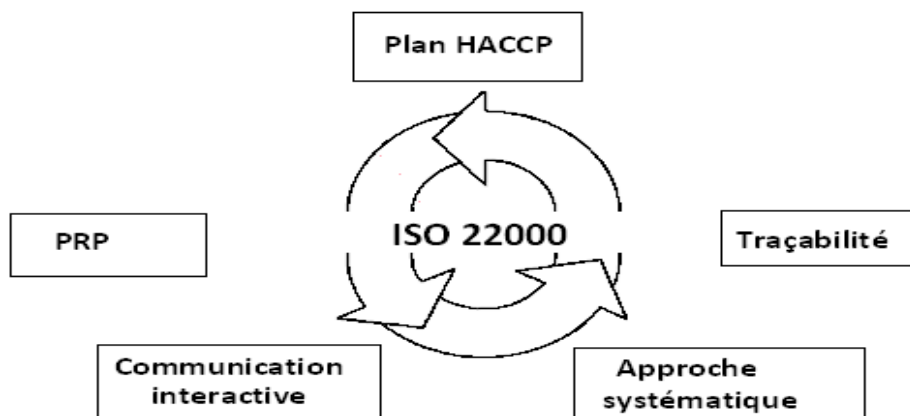 Plan HACCP
PRP
ISO 22000
Traçabilité
Communication
interactive
Approche
systématique